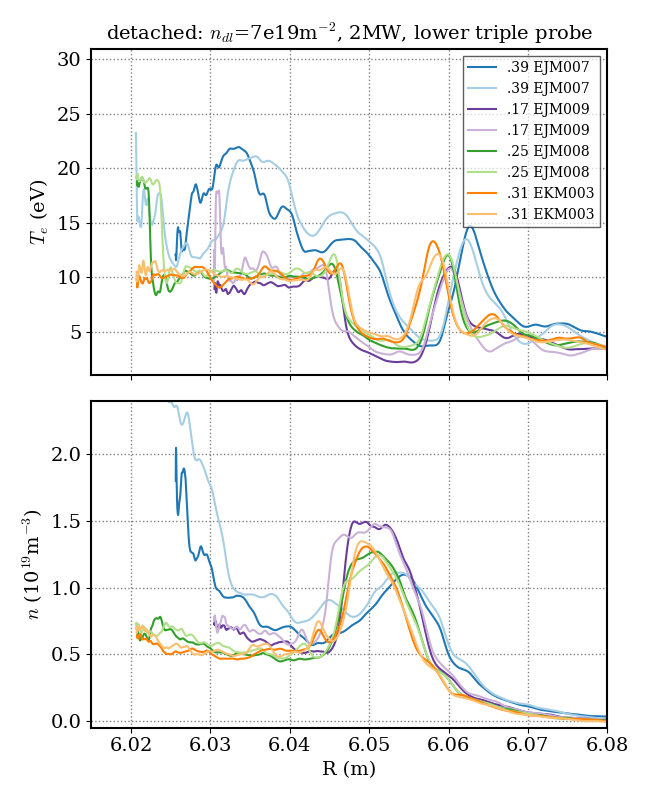 detached: n_dl=7e19m⁻², 2MW, lower triple probe
30
25
20
15
10
5
T_e (eV)
.39 EJM007
.39 EJM007
.17 EJM009
.17 EJM009
.25 EJM008
.25 EJM008
.31 EKM003
.31 EKM003
2.0
1.5
1.0
0.5
0.0
n (10¹⁹m⁻³)
6.02 6.03 6.04 6.05 6.06 6.07 6.08
R (m)